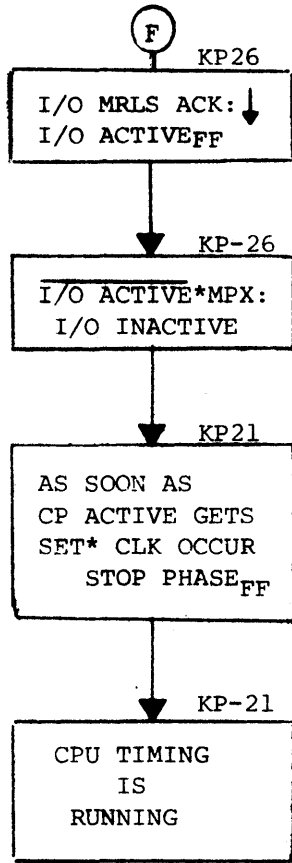 F
KP26
I/O MRLS ACK:↓
I/O ACTIVEFF
KP-26
I/O ACTIVE*MPX:
I/O INACTIVE
KP21
AS SOON AS
CP ACTIVE GETS
SET* CLK OCCUR
STOP PHASEFF
KP-21
CPU TIMING
IS
RUNNING